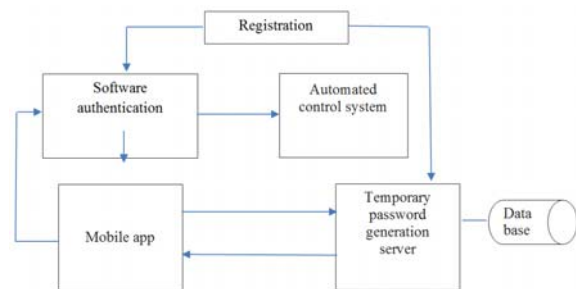 Registration
Software
authentication
Automated
control system
Mobile app
Temporary
password
generation
server
Data
base